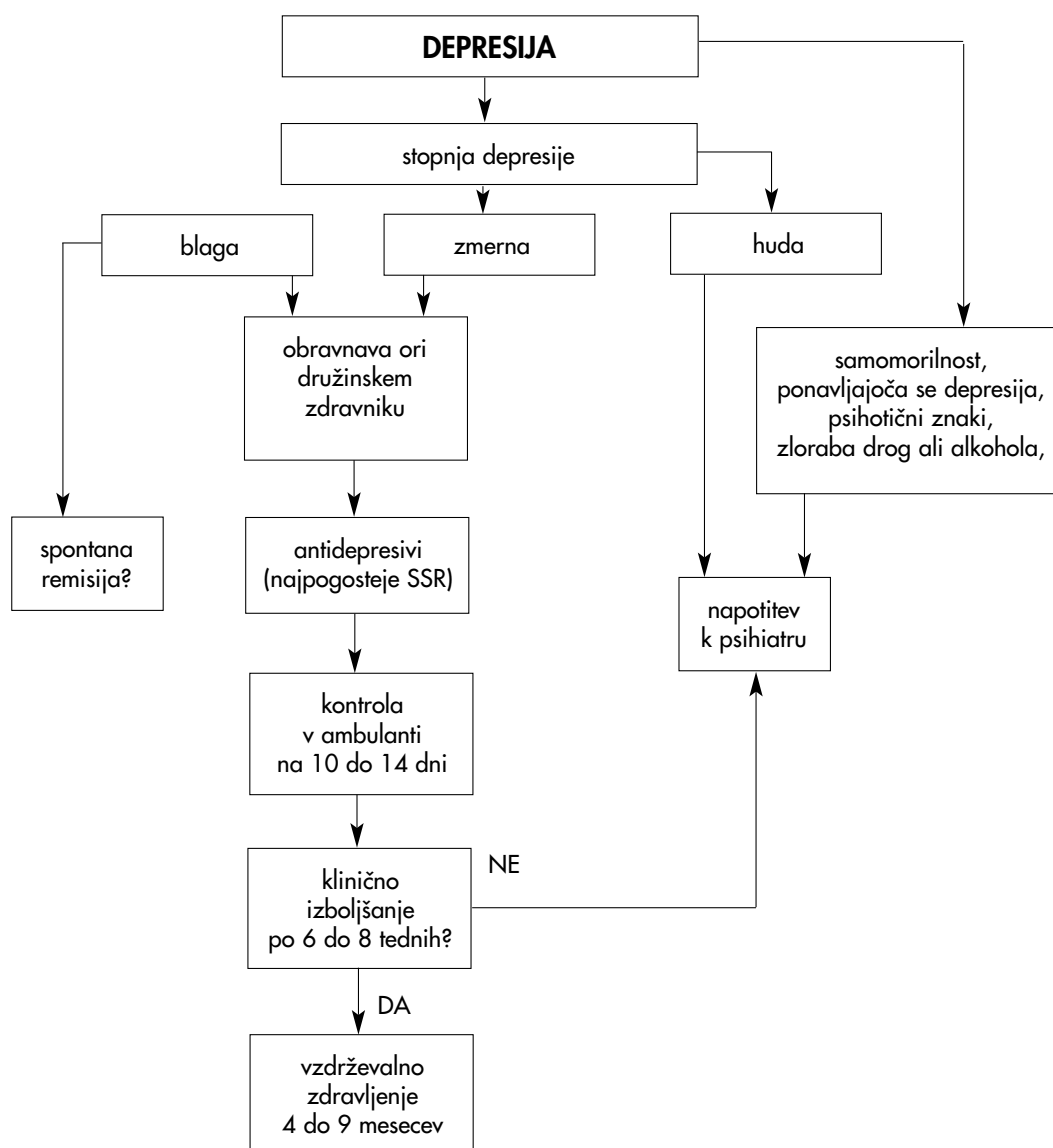 DEPRESIJA
stopnja depresije
blaga
zmerna
huda
obravnava ori
družinskem
zdravniku
samomorilnost,
ponavljajoča se depresija,
psihotični znaki,
zloraba drog ali alkohola,
spontana
remisija?
antidepresivi
(najpogosteje SSR)
napotitev
k psihiatru
kontrola
v ambulanti
na 10 do 14 dni
klinično
izboljšanje
po 6 do 8 tednih?
NE
DA
vzdrževalno
zdravljenje
4 do 9 mesecev